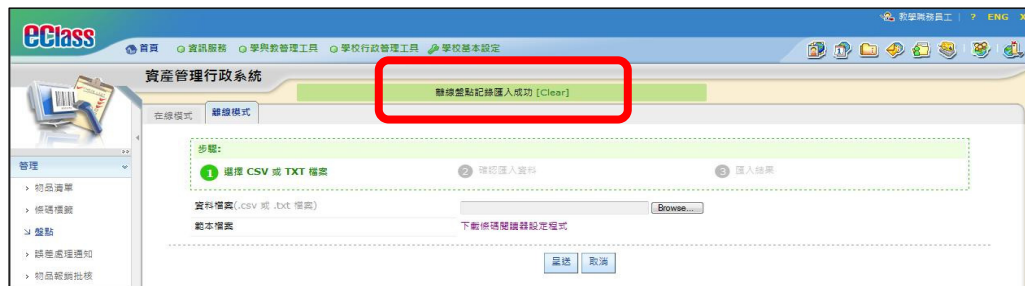 教學職務員工 | ? ENG X
eClass
首頁 資訊服務 學與教管理工具 學校行政管理工具 學校基本設定
資產管理行政系統
離線盤點記錄匯入成功 [Clear]
在線模式 離線模式
步驟:
1 選擇 CSV 或 TXT 檔案 2 確認匯入資料 3 匯入結果
管理
› 物品清單
› 條碼標籤
盤點
› 誤差處理通知
› 物品報銷批核
資料檔案(.csv 或 .txt 檔案) Browse...
範本檔案 下載條碼閱讀器設定程式
呈送 取消